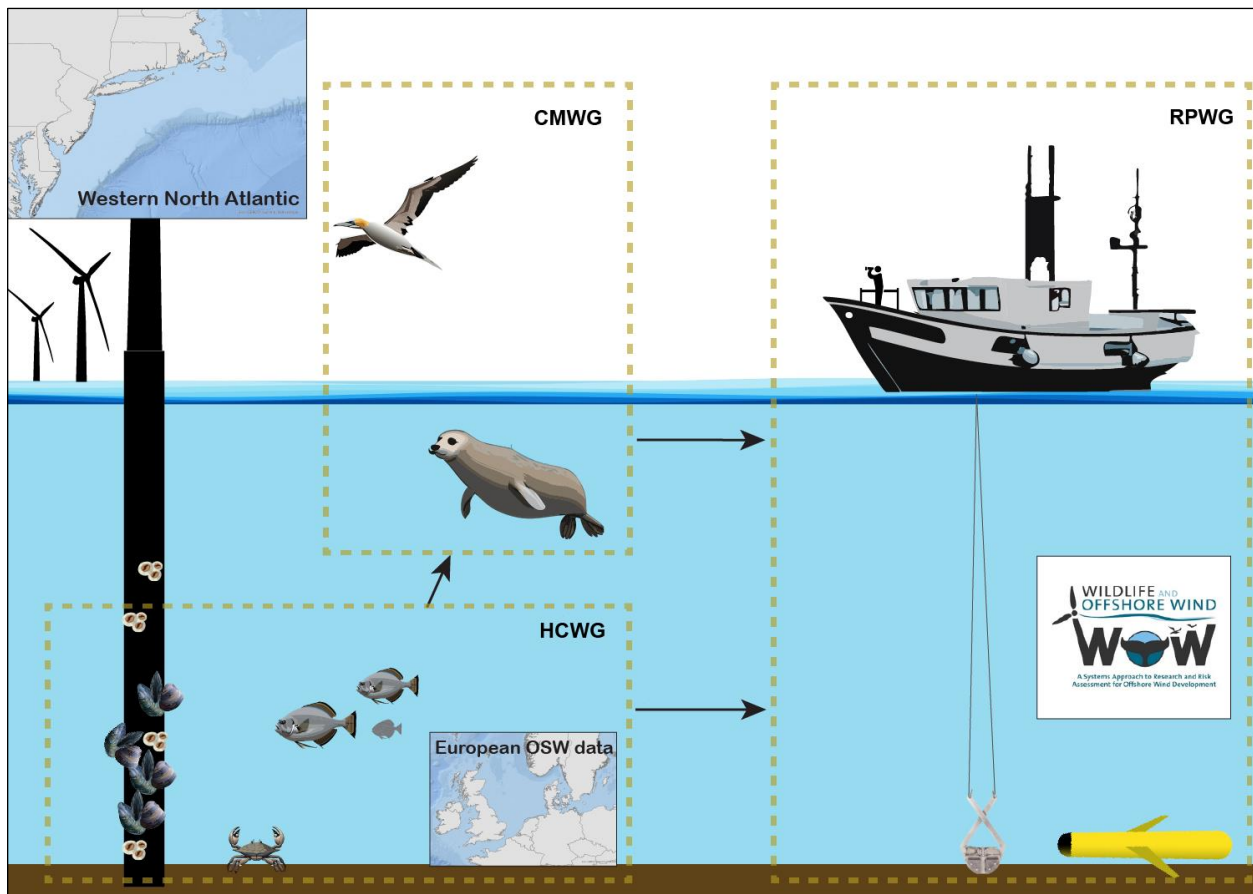 Western North Atlantic
CMWG
RPWG
HCWG
European OSW data
WILDLIFE AND
OFFSHORE WIND
WOW
A Systems Approach to Research and Risk
Assessment for Offshore Wind Development